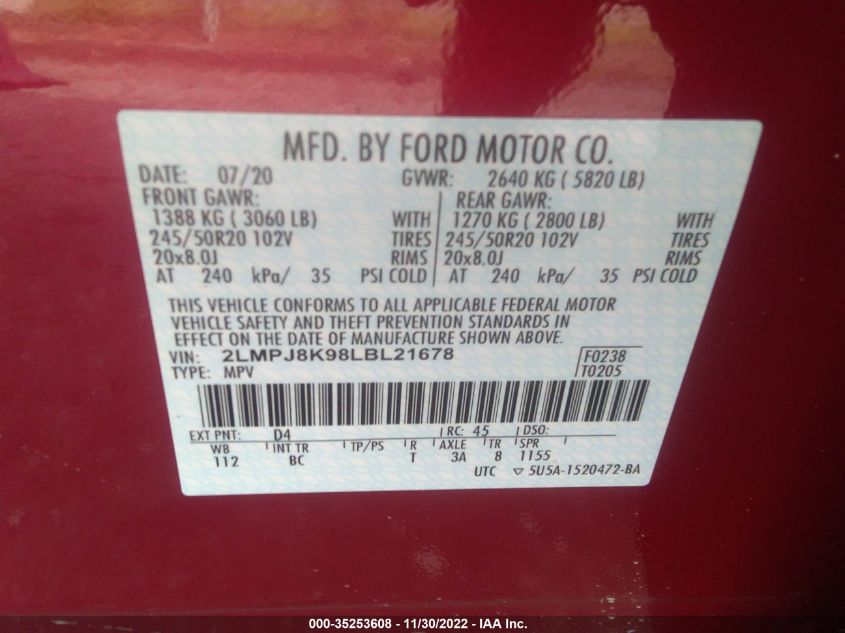 MFD. BY FORD MOTOR CO.
DATE: 07/20 GVWR: 2640 KG ( 5820 LB)
FRONT GAWR: REAR GAWR:
1388 KG ( 3060 LB) WITH 1270 KG ( 2800 LB) WITH
245/50R20 102V TIRES 245/50R20 102V TIRES
20x8.0J RIMS 20x8.0J RIMS
AT 240 kPa/ 35 PSI COLD AT 240 kPa/ 35 PSI COLD
THIS VEHICLE CONFORMS TO ALL APPLICABLE FEDERAL MOTOR
VEHICLE SAFETY AND THEFT PREVENTION STANDARDS IN
EFFECT ON THE DATE OF MANUFACTURE SHOWN ABOVE.
VIN: 2LMPJ8K98LBL21678 F0238
TYPE: MPV T0205
EXT PNT: D4 RC: 45 DSO:
WB INT TR TP/PS R AXLE TR SPR
112 BC T 3A 8 1155
UTC ▽ 5U5A-1520472-BA
000-35253608 - 11/30/2022 - IAA Inc.